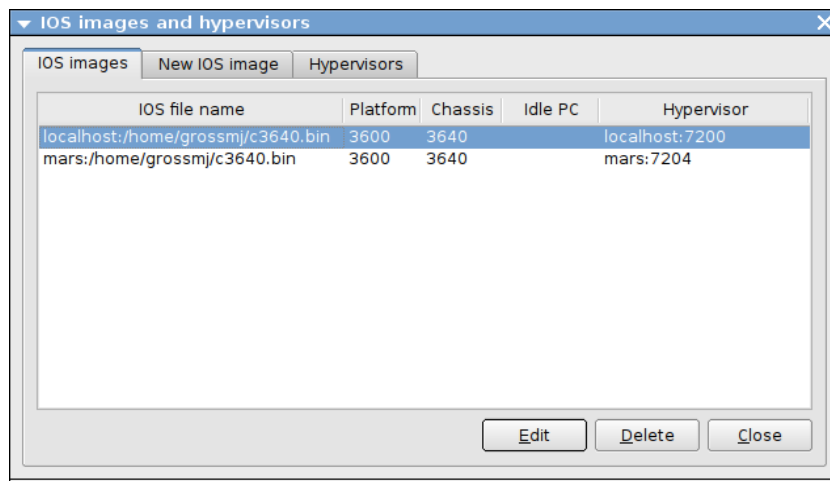 IOS images and hypervisors
IOS images New IOS image Hypervisors
IOS file name Platform Chassis Idle PC Hypervisor
localhost:/home/grossmj/c3640.bin 3600 3640 localhost:7200
mars:/home/grossmj/c3640.bin 3600 3640 mars:7204
Edit Delete Close